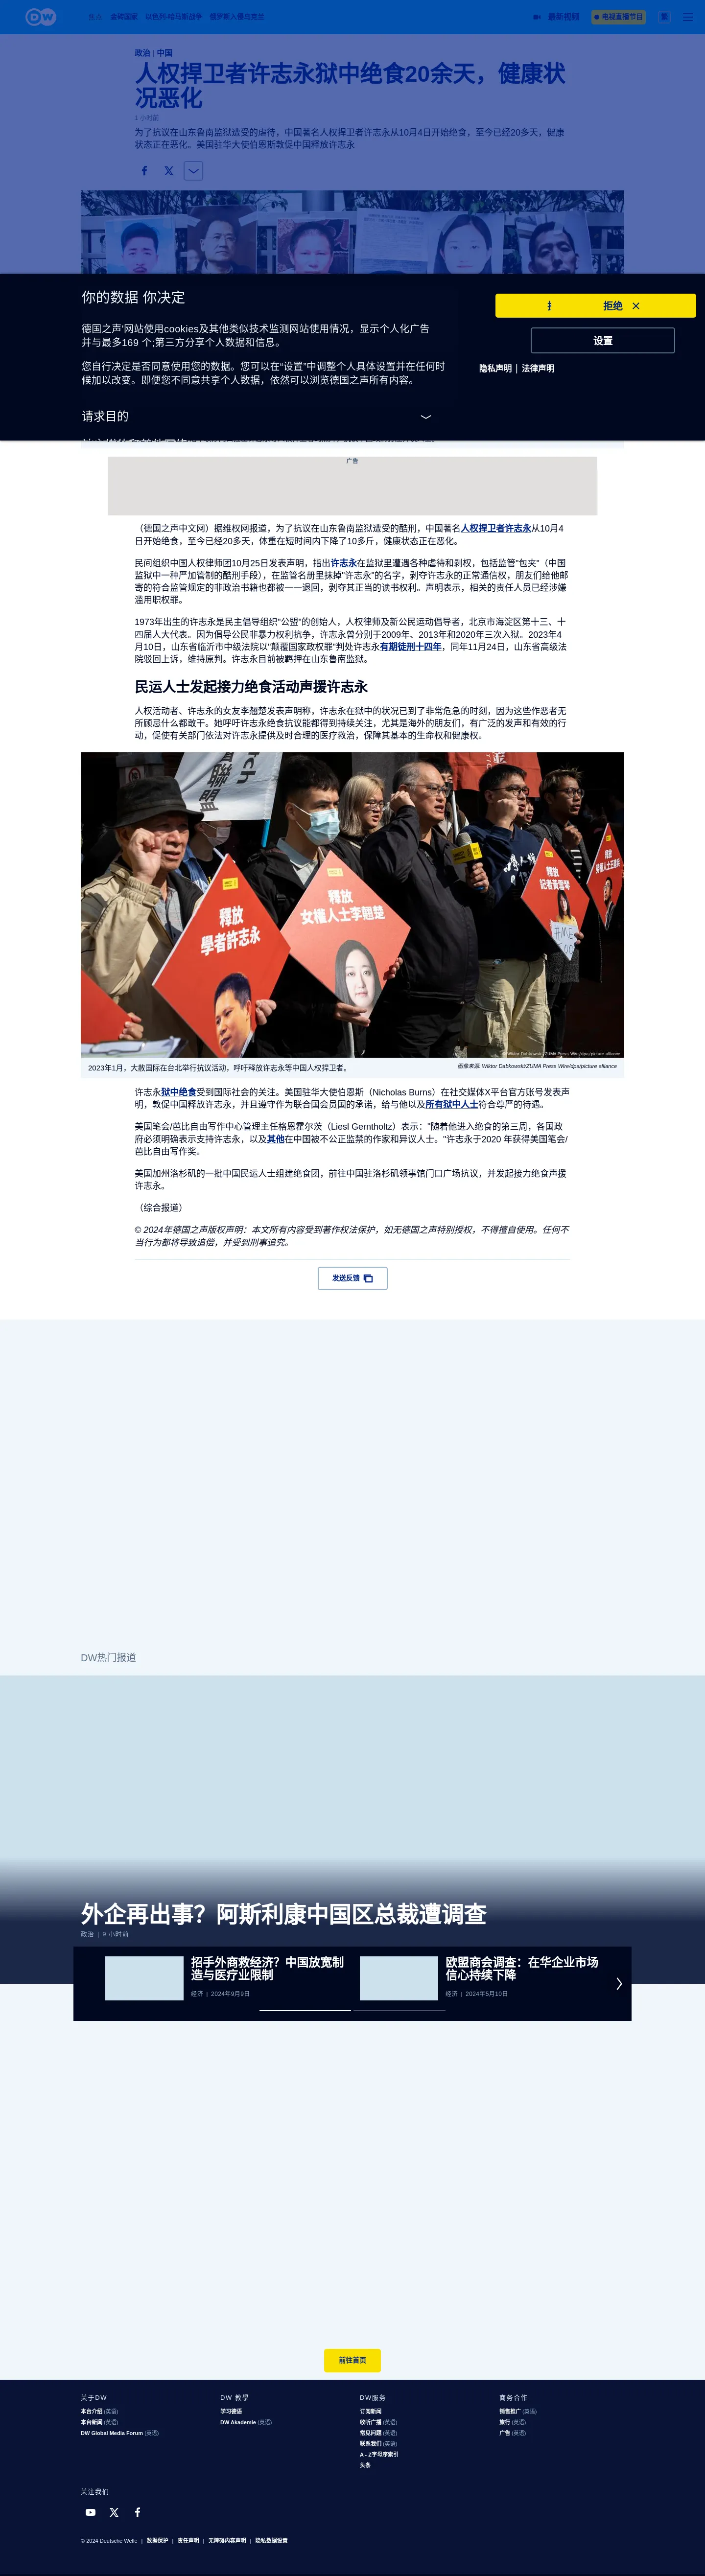 DW
焦点 金砖国家 以色列-哈马斯战争 俄罗斯入侵乌克兰
最新视频 电视直播节目 繁
政治 | 中国
人权捍卫者许志永狱中绝食20余天，健康状
况恶化
1 小时前
为了抗议在山东鲁南监狱遭受的虐待，中国著名人权捍卫者许志永从10月4日开始绝食，至今已经20多天，健康
状态正在恶化。美国驻华大使伯恩斯敦促中国释放许志永
你的数据 你决定
德国之声'网站使用cookies及其他类似技术监测网站使用情况，显示个人化广告
并与最多169 个;第三方分享个人数据和信息。
您自行决定是否同意使用您的数据。您可以在“设置”中调整个人具体设置并在任何时
候加以改变。即便您不同意共享个人数据，依然可以浏览德国之声所有内容。
请求目的
拒绝
设置
隐私声明 | 法律声明
广告
（德国之声中文网）据维权网报道，为了抗议在山东鲁南监狱遭受的酷刑，中国著名人权捍卫者许志永从10月4
日开始绝食，至今已经20多天，体重在短时间内下降了10多斤，健康状态正在恶化。
民间组织中国人权律师团10月25日发表声明，指出许志永在监狱里遭遇各种虐待和剥权，包括监管"包夹"（中国
监狱中一种严加管制的酷刑手段），在监管名册里抹掉"许志永"的名字，剥夺许志永的正常通信权，朋友们给他邮
寄的符合监管规定的非政治书籍也都被一一退回，剥夺其正当的读书权利。声明表示，相关的责任人员已经涉嫌
滥用职权罪。
1973年出生的许志永是民主倡导组织"公盟"的创始人，人权律师及新公民运动倡导者，北京市海淀区第十三、十
四届人大代表。因为倡导公民非暴力权利抗争，许志永曾分别于2009年、2013年和2020年三次入狱。2023年4
月10日，山东省临沂市中级法院以"颠覆国家政权罪"判处许志永有期徒刑十四年，同年11月24日，山东省高级法
院驳回上诉，维持原判。许志永目前被羁押在山东鲁南监狱。
民运人士发起接力绝食活动声援许志永
人权活动者、许志永的女友李翘楚发表声明称，许志永在狱中的状况已到了非常危急的时刻，因为这些作恶者无
所顾忌什么都敢干。她呼吁许志永绝食抗议能都得到持续关注，尤其是海外的朋友们，有广泛的发声和有效的行
动，促使有关部门依法对许志永提供及时合理的医疗救治，保障其基本的生命权和健康权。
釋放
學者許志永
釋放
女權人士李翹楚
釋放
記者黃雪琴
2023年1月，大赦国际在台北举行抗议活动，呼吁释放许志永等中国人权捍卫者。
图像来源: Wiktor Dabkowski/ZUMA Press Wire/dpa/picture alliance
许志永狱中绝食受到国际社会的关注。美国驻华大使伯恩斯（Nicholas Burns）在社交媒体X平台官方账号发表声
明，敦促中国释放许志永，并且遵守作为联合国会员国的承诺，给与他以及所有狱中人士符合尊严的待遇。
美国笔会/芭比自由写作中心管理主任格恩霍尔茨（Liesl Gerntholtz）表示："随着他进入绝食的第三周，各国政
府必须明确表示支持许志永，以及其他在中国被不公正监禁的作家和异议人士。"许志永于2020 年获得美国笔会/
芭比自由写作奖。
美国加州洛杉矶的一批中国民运人士组建绝食团，前往中国驻洛杉矶领事馆门口广场抗议，并发起接力绝食声援
许志永。
（综合报道）
© 2024年德国之声版权声明：本文所有内容受到著作权法保护，如无德国之声特别授权，不得擅自使用。任何不
当行为都将导致追偿，并受到刑事追究。
发送反馈
DW热门报道
外企再出事？阿斯利康中国区总裁遭调查
政治 | 9 小时前
招手外商救经济？中国放宽制
造与医疗业限制
经济 | 2024年9月9日
欧盟商会调查：在华企业市场
信心持续下降
经济 | 2024年5月10日
前往首页
关于DW
本台介绍 (英语)
本台新闻 (英语)
DW Global Media Forum (英语)
DW 教學
学习德语
DW Akademie (英语)
DW服务
订阅新闻
收听广播 (英语)
常见问题 (英语)
联系我们 (英语)
A - Z字母序索引
头条
商务合作
销售推广 (英语)
旅行 (英语)
广告 (英语)
关注我们
© 2024 Deutsche Welle | 数据保护 | 责任声明 | 无障碍内容声明 | 隐私数据设置